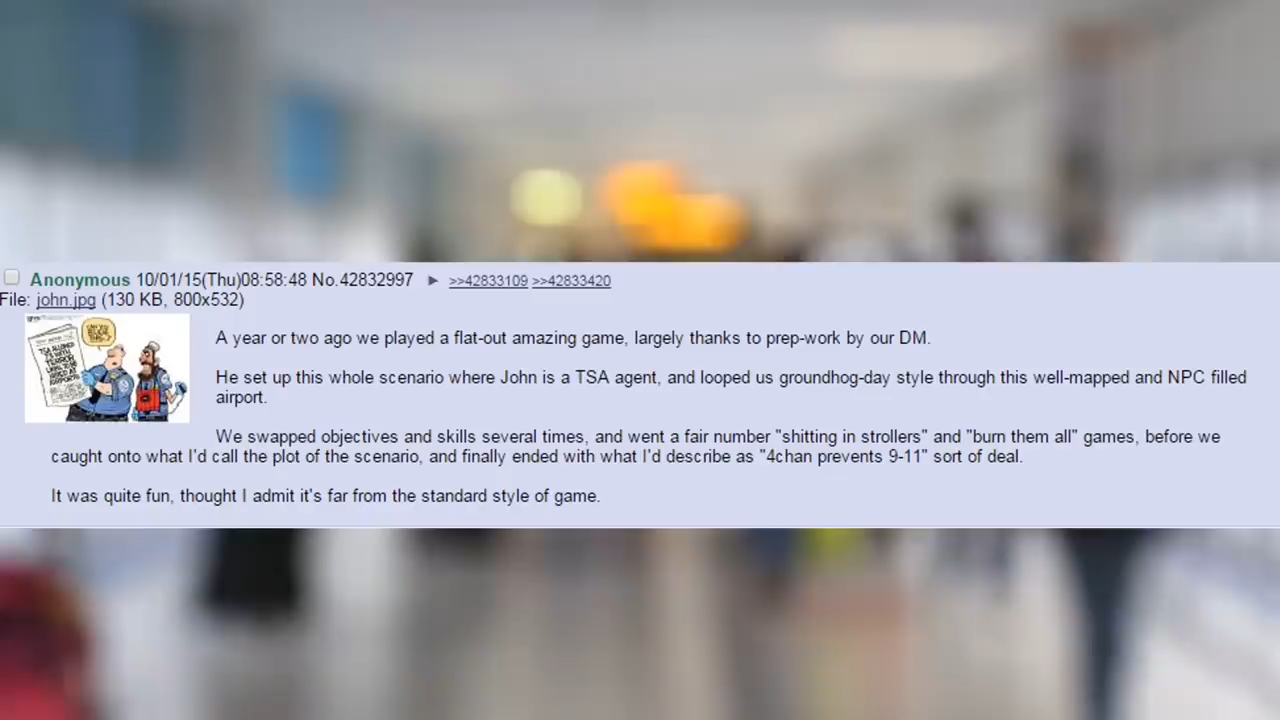 Anonymous 10/01/15(Thu)08:58:48 No.42832997 ► >>42833109 >>42833420
File: john.jpg (130 KB, 800x532)
A year or two ago we played a flat-out amazing game, largely thanks to prep-work by our DM.
He set up this whole scenario where John is a TSA agent, and looped us groundhog-day style through this well-mapped and NPC filled
airport.
We swapped objectives and skills several times, and went a fair number "shitting in strollers" and "burn them all" games, before we
caught onto what I'd call the plot of the scenario, and finally ended with what I'd describe as "4chan prevents 9-11" sort of deal.
It was quite fun, thought I admit it's far from the standard style of game.